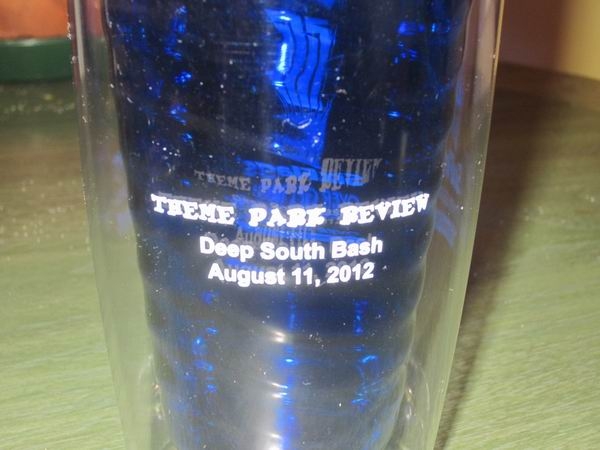 THEME PARK REVIEW
Deep South Bash
August 11, 2012